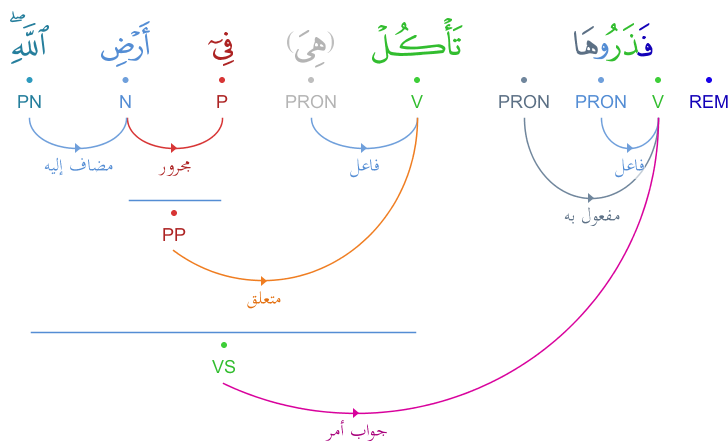 فَذَرُوهَا تَأْكُلْ (هِىَ) فِىٓ أَرْضِ ٱللَّهِ ۖ
REM V PRON PRON V PRON P N PN
فاعل فاعل مجرور مضاف إليه
مفعول به
PP
متعلق
VS
جواب أمر